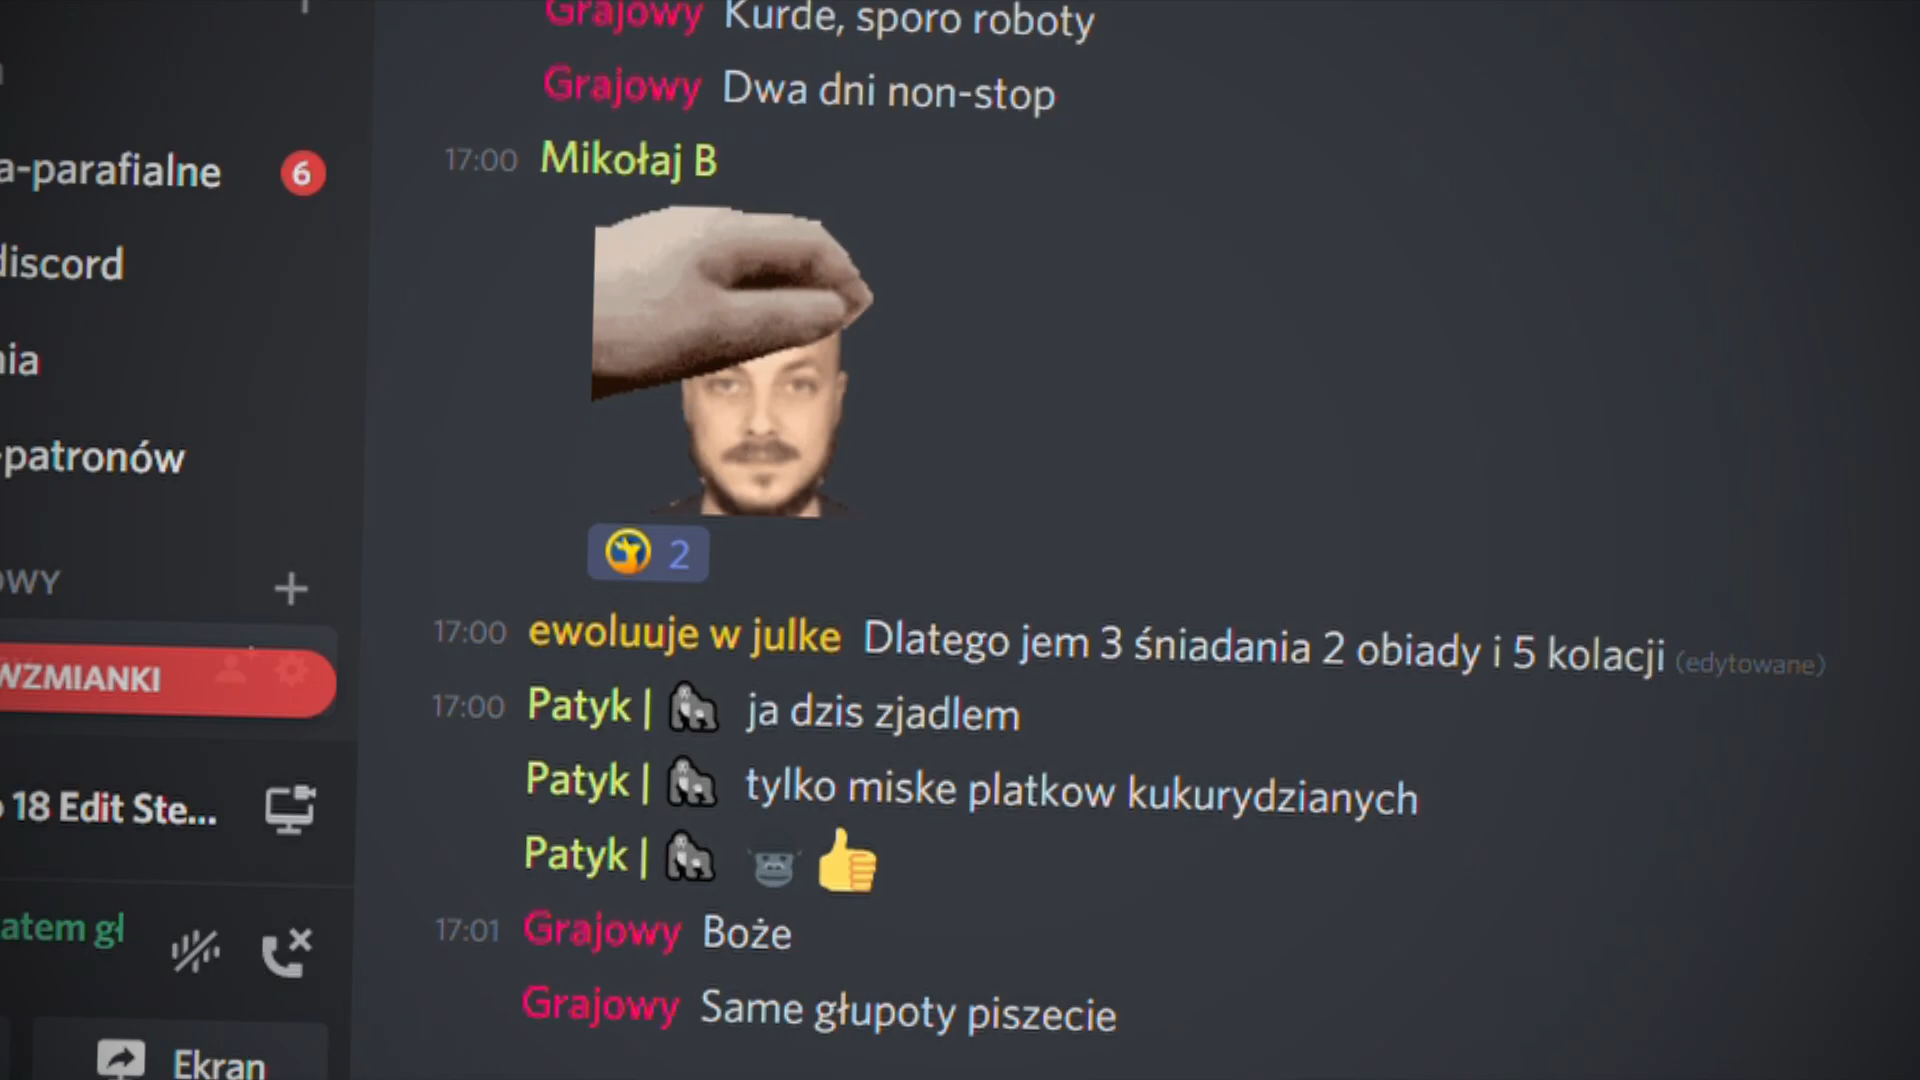 Grajowy Kurde, sporo roboty
Grajowy Dwa dni non-stop
a-parafialne 6
17:00 Mikołaj B
discord
nia
-patronów
2
OWY
17:00 ewoluuje w julke Dlatego jem 3 śniadania 2 obiady i 5 kolacji (edytowane)
WZMIANKI
17:00 Patyk | ja dzis zjadlem
Patyk | tylko miske platkow kukurydzianych
18 Edit Ste...
Patyk |
17:01 Grajowy Boże
atem gł
Grajowy Same głupoty piszecie
Ekran